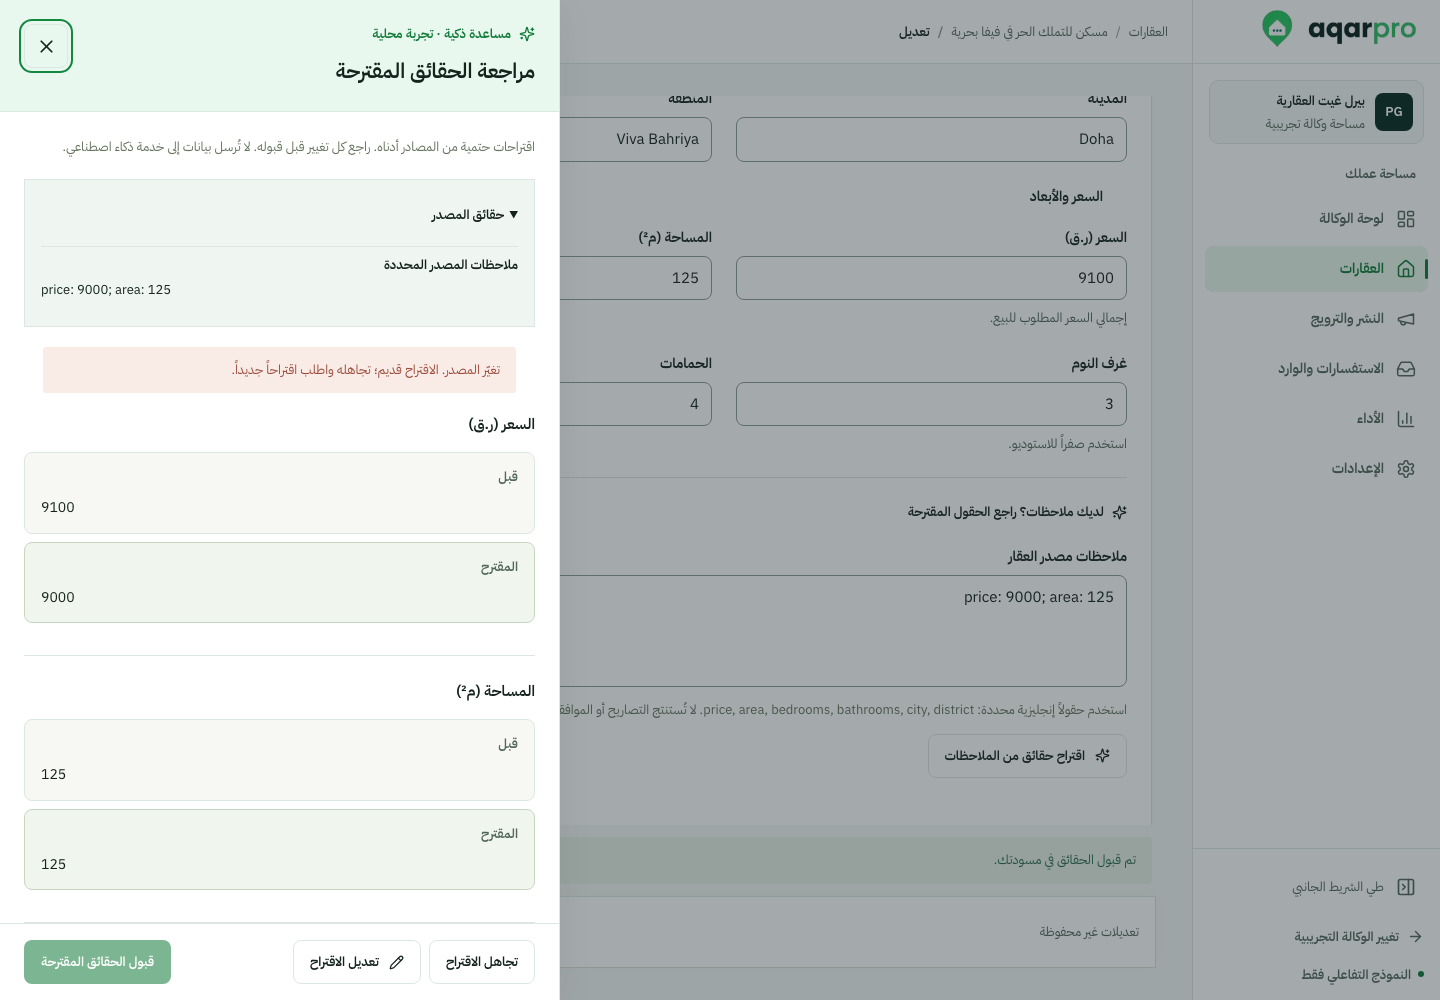 aqarpro
PG
بيرل غيت العقارية
مساحة وكالة تجريبية
مساحة عملك
لوحة الوكالة
العقارات
النشر والترويج
الاستفسارات والوارد
الأداء
الإعدادات
طي الشريط الجانبي
تغيير الوكالة التجريبية
النموذج التفاعلي فقط
العقارات / مسكن للتملك الحر في فيفا بحرية / تعديل
المدينة
المنطقة
Doha
Viva Bahriya
السعر والأبعاد
السعر (ر.ق)
المساحة (م²)
9100
125
إجمالي السعر المطلوب للبيع.
غرف النوم
الحمامات
3
4
استخدم صفراً للاستوديو.
لديك ملاحظات؟ راجع الحقول المقترحة
ملاحظات مصدر العقار
price: 9000; area: 125
استخدم حقولاً إنجليزية محددة: price, area, bedrooms, bathrooms, city, district. لا تُستنتج التصاريح أو
اقتراح حقائق من الملاحظات
تم قبول الحقائق في مسودتك.
تعديلات غير محفوظة
مساعدة ذكية · تجربة محلية
مراجعة الحقائق المقترحة
اقتراحات حتمية من المصادر أدناه. راجع كل تغيير قبل قبوله. لا تُرسل بيانات إلى خدمة ذكاء اصطناعي.
▼ حقائق المصدر
ملاحظات المصدر المحددة
price: 9000; area: 125
تغيّر المصدر. الاقتراح قديم؛ تجاهله واطلب اقتراحاً جديداً.
السعر (ر.ق)
قبل
9100
المقترح
9000
المساحة (م²)
قبل
125
المقترح
125
تجاهل الاقتراح
تعديل الاقتراح
قبول الحقائق المقترحة